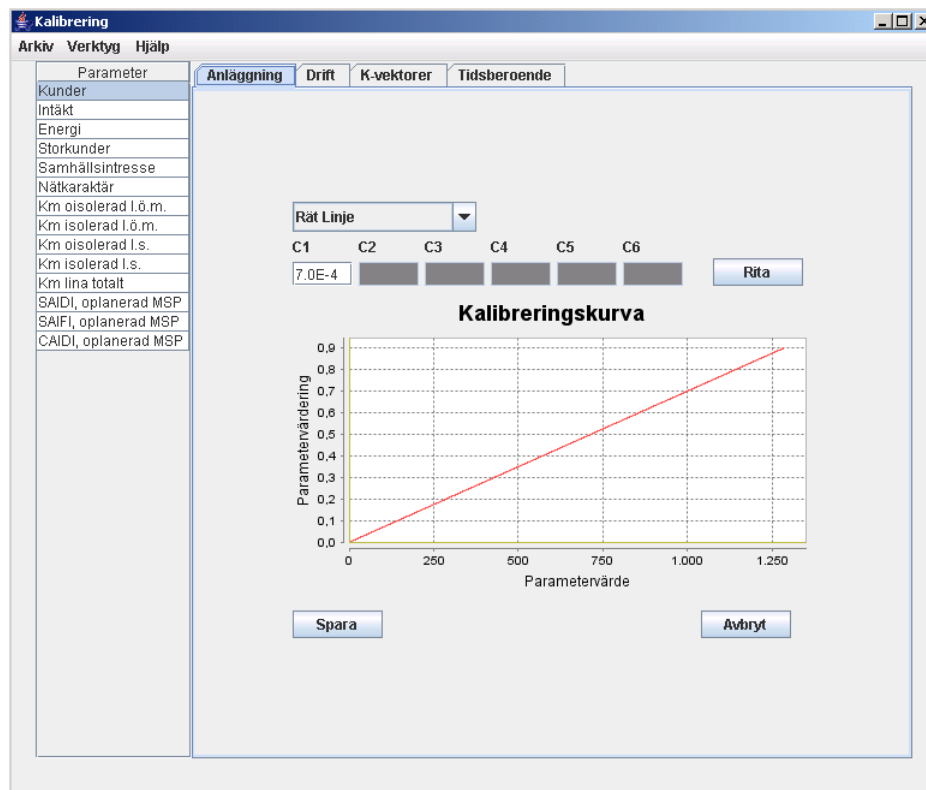 Kalibrering
Arkiv Verktyg Hjälp
Parameter
Kunder
Intäkt
Energi
Storkunder
Samhällsintresse
Nätkaraktär
Km oisolerad l.ö.m.
Km isolerad l.ö.m.
Km oisolerad l.s.
Km isolerad l.s.
Km lina totalt
SAIDI, oplanerad MSP
SAIFI, oplanerad MSP
CAIDI, oplanerad MSP
Anläggning Drift K-vektorer Tidsberoende
Rät Linje
C1 C2 C3 C4 C5 C6
7.0E-4
Rita
Kalibreringskurva
Parametervärdering
0,9
0,8
0,7
0,6
0,5
0,4
0,3
0,2
0,1
0,0
0 250 500 750 1.000 1.250
Parametervärde
Spara
Avbryt